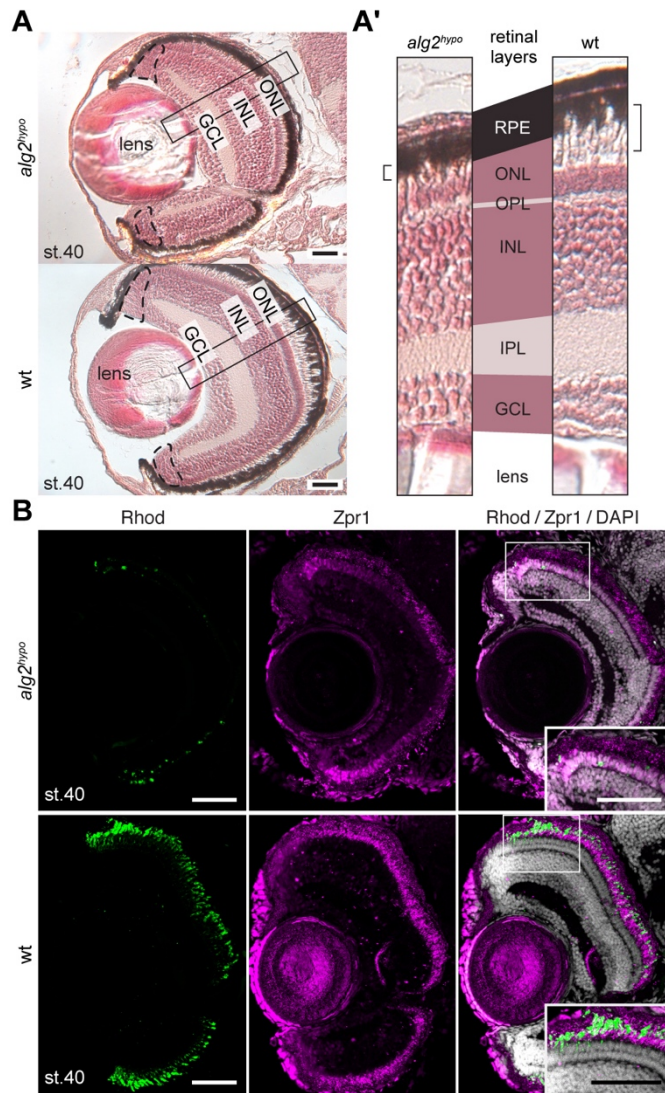 A
A'
alg2hypo
retinal
layers
wt
alg2hypo
lens
GCL
INL
ONL
st.40
wt
lens
GCL
INL
ONL
st.40
RPE
ONL
OPL
INL
IPL
GCL
lens
B
Rhod
Zpr1
Rhod / Zpr1 / DAPI
alg2hypo
st.40
wt
st.40